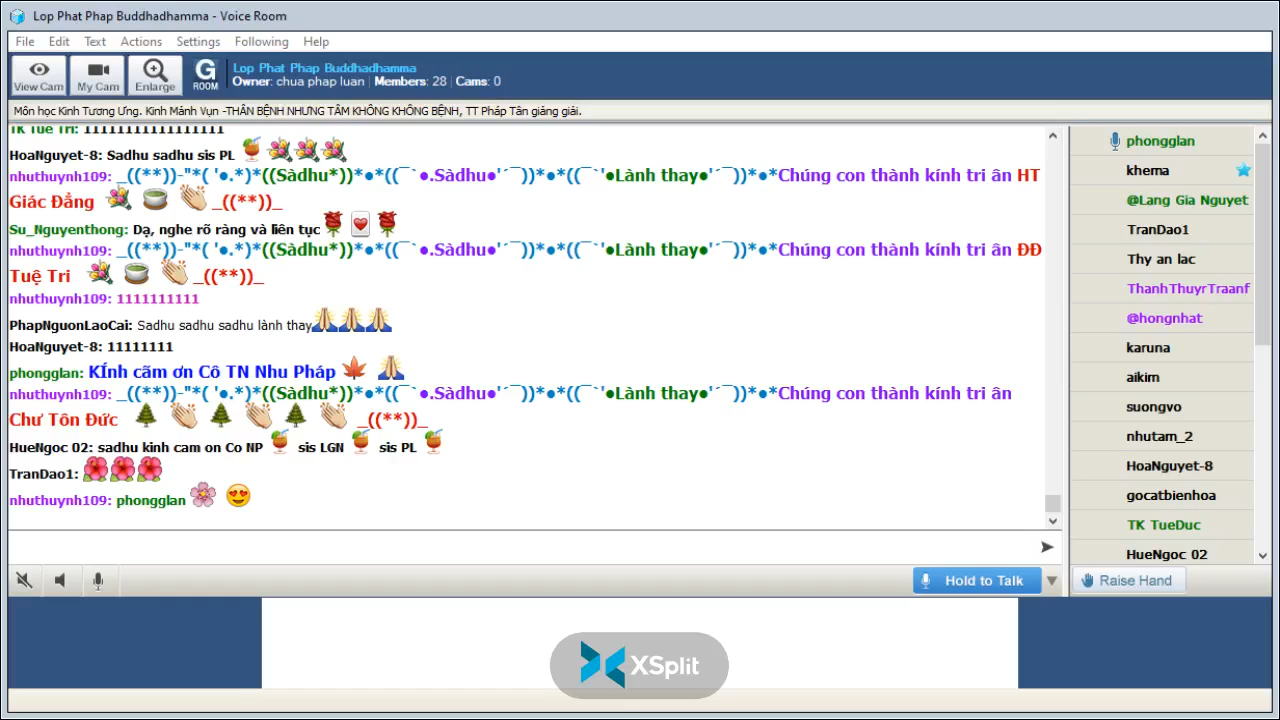 Lop Phat Phap Buddhadhamma - Voice Room
File Edit Text Actions Settings Following Help
View Cam My Cam Enlarge G ROOM
Lop Phat Phap Buddhadhamma
Owner: chua phap luan | Members: 28 | Cams: 0
Môn học Kinh Tương Ưng. Kinh Mảnh Vụn -THÂN BỆNH NHƯNG TÂM KHÔNG KHÔNG BỆNH, TT Pháp Tân giảng giải.
TK Tue Tri: 11111111111111111
HoaNguyet-8: Sadhu sadhu sis PL
nhuthuynh109: _((**))-"*( '●.*)*((Sàdhu*))*●*((¯`●.Sàdhu●'´¯))*●*((¯`'●Lành thay●'´¯))*●*Chúng con thành kính tri ân HT
Giác Đẳng _((**))_
Su_Nguyenthong: Dạ, nghe rõ ràng và liên tục
nhuthuynh109: _((**))-"*( '●.*)*((Sàdhu*))*●*((¯`●.Sàdhu●'´¯))*●*((¯`'●Lành thay●'´¯))*●*Chúng con thành kính tri ân ĐĐ
Tuệ Tri _((**))_
nhuthuynh109: 1111111111
PhapNguonLaoCai: Sadhu sadhu sadhu lành thay
HoaNguyet-8: 11111111
phongglan: KÍnh cãm ơn Cô TN Nhu Pháp
nhuthuynh109: _((**))-"*( '●.*)*((Sàdhu*))*●*((¯`●.Sàdhu●'´¯))*●*((¯`'●Lành thay●'´¯))*●*Chúng con thành kính tri ân
Chư Tôn Đức _((**))_
HueNgoc 02: sadhu kinh cam on Co NP sis LGN sis PL
TranDao1:
nhuthuynh109: phongglan
Hold to Talk
phongglan
khema
@Lang Gia Nguyet
TranDao1
Thy an lac
ThanhThuyrTraanf
@hongnhat
karuna
aikim
suongvo
nhutam_2
HoaNguyet-8
gocatbienhoa
TK TueDuc
HueNgoc 02
Raise Hand
XSplit